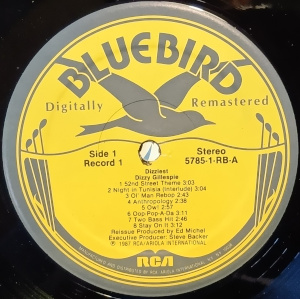 BLUEBIRD
Digitally Remastered
Side 1
Record 1
Stereo
5785-1-RB-A
Dizziest
Dizzy Gillespie
1 52nd Street Theme 3:03
2 Night in Tunisia (Interlude) 3:04
3 Ol' Man Rebop 2:43
4 Anthropology 2:38
5 Ow! 2:57
6 Oop-Pop-A-Da 3:11
7 Two Bass Hit 2:50
8 Stay On It 3:12
Reissue Produced by Ed Michel
Executive Producer: Steve Backer
℗ © 1987 RCA/ARIOLA INTERNATIONAL
RCA